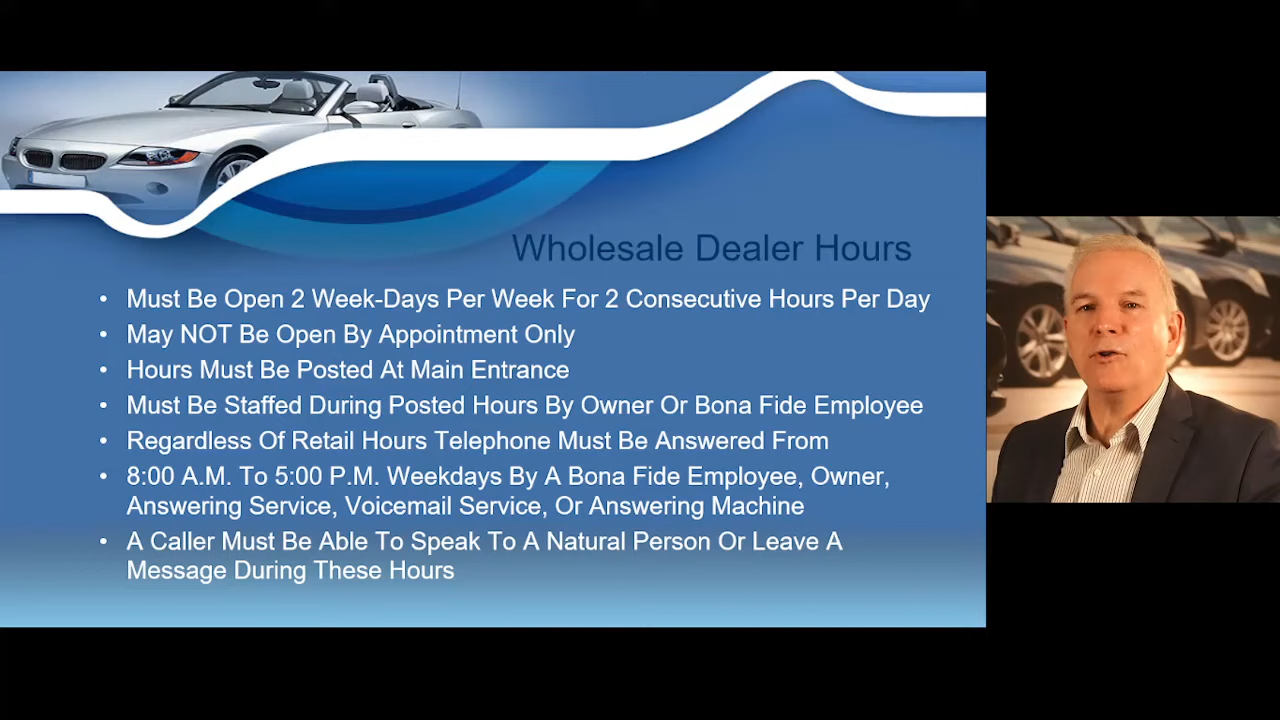 Wholesale Dealer Hours
• Must Be Open 2 Week-Days Per Week For 2 Consecutive Hours Per Day
• May NOT Be Open By Appointment Only
• Hours Must Be Posted At Main Entrance
• Must Be Staffed During Posted Hours By Owner Or Bona Fide Employee
• Regardless Of Retail Hours Telephone Must Be Answered From
• 8:00 A.M. To 5:00 P.M. Weekdays By A Bona Fide Employee, Owner,
Answering Service, Voicemail Service, Or Answering Machine
• A Caller Must Be Able To Speak To A Natural Person Or Leave A
Message During These Hours